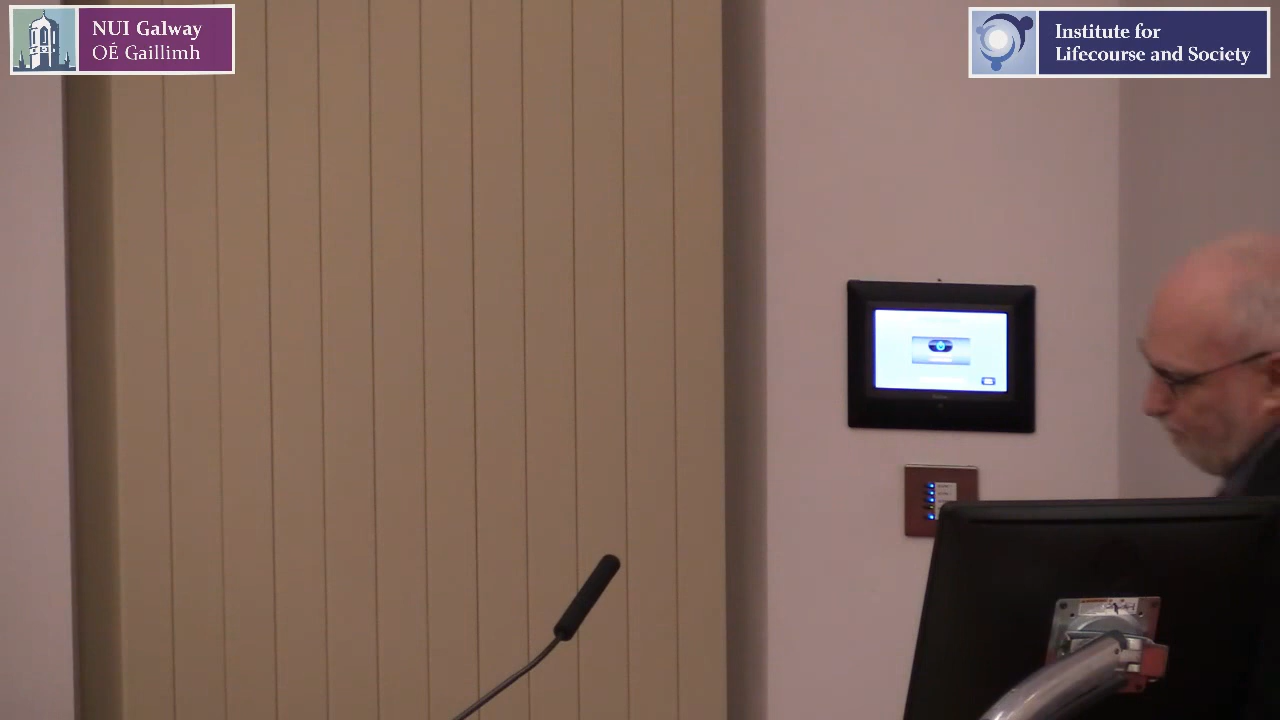 NUI Galway
OÉ Gaillimh
Institute for
Lifecourse and Society